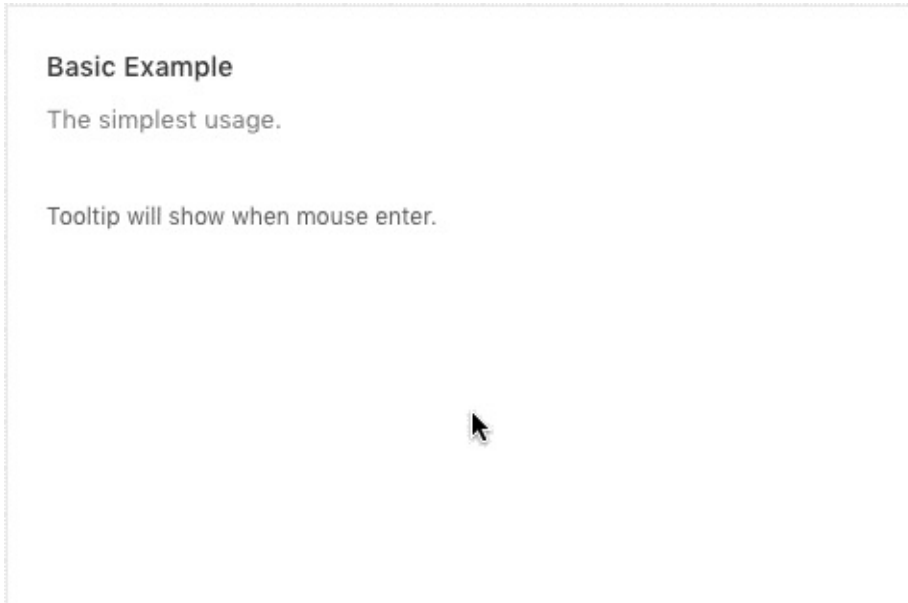 Basic Example
The simplest usage.
Tooltip will show when mouse enter.